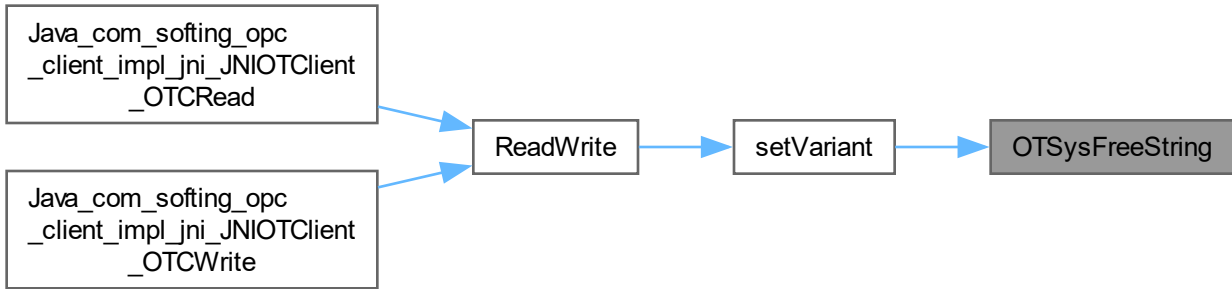 Java_com_softing_opc
_client_impl_jni_JNIOTClient
_OTCRead
ReadWrite
setVariant
OTSysFreeString
Java_com_softing_opc
_client_impl_jni_JNIOTClient
_OTCWrite